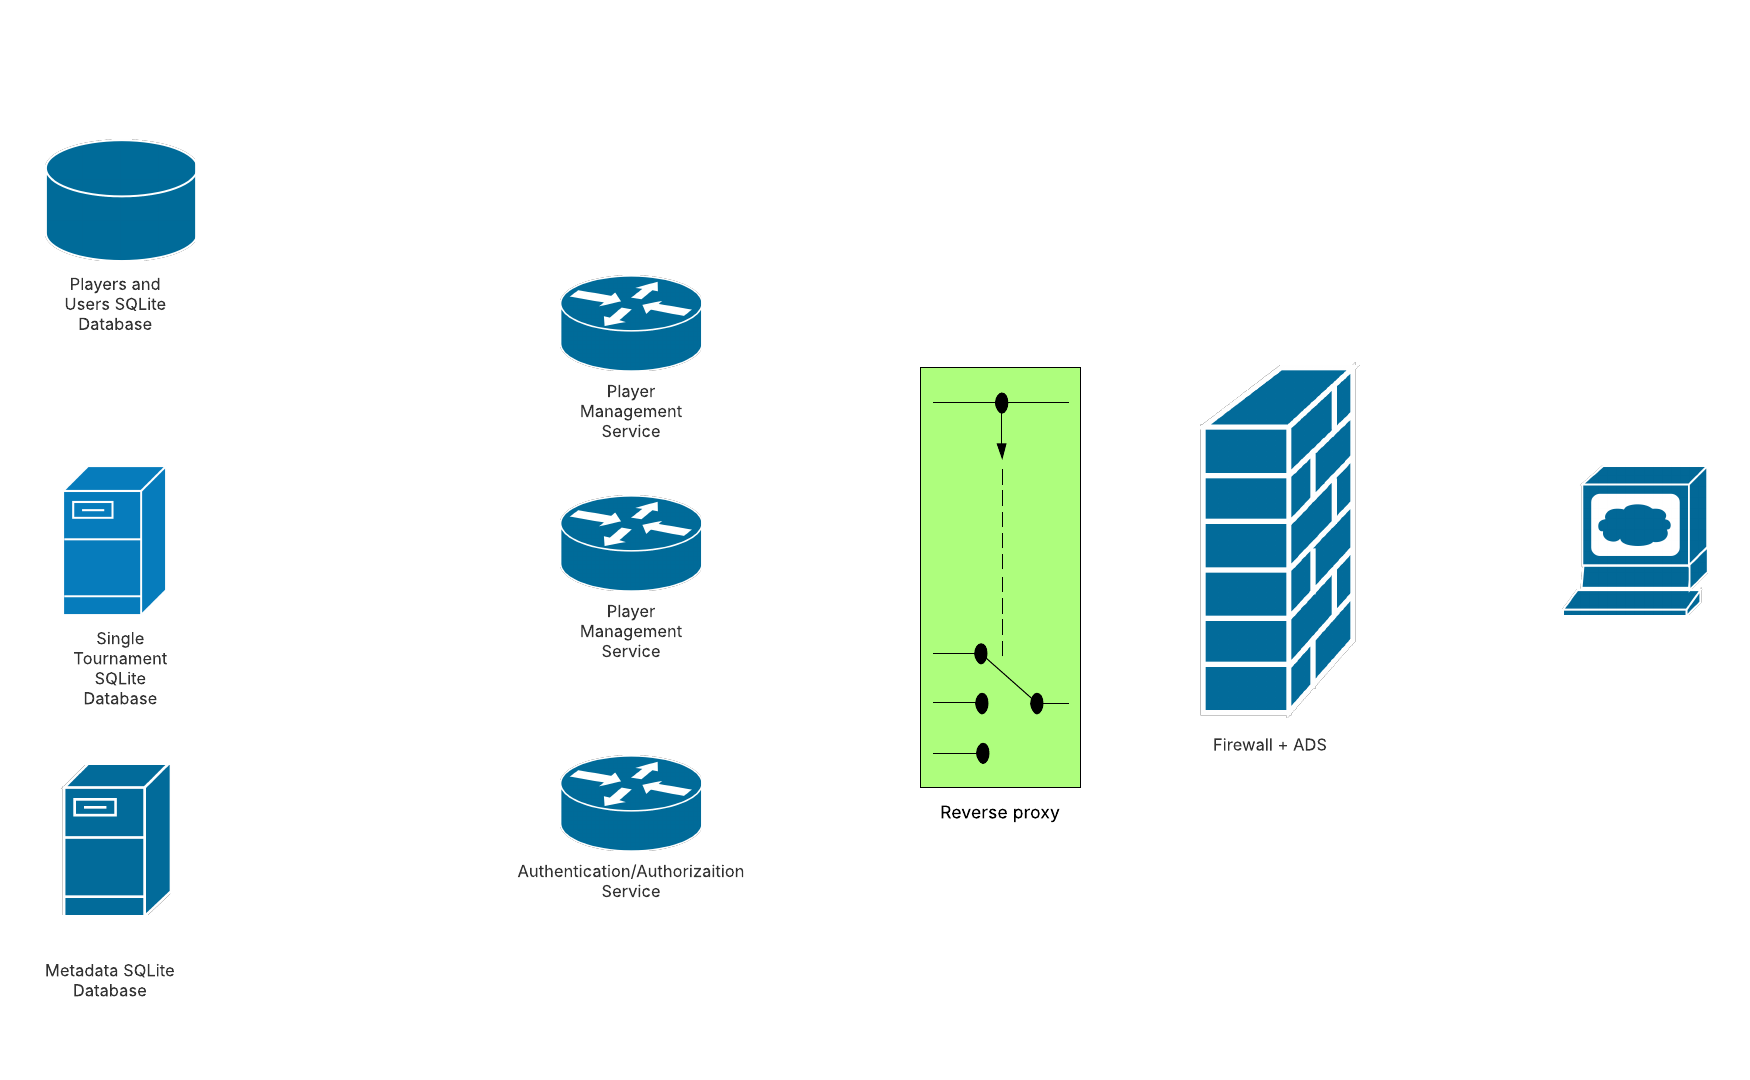 Players and
Users SQLite
Database
Player
Management
Service
Single
Tournament
SQLite
Database
Player
Management
Service
Metadata SQLite
Database
Authentication/Authorizaition
Service
Reverse proxy
Firewall + ADS